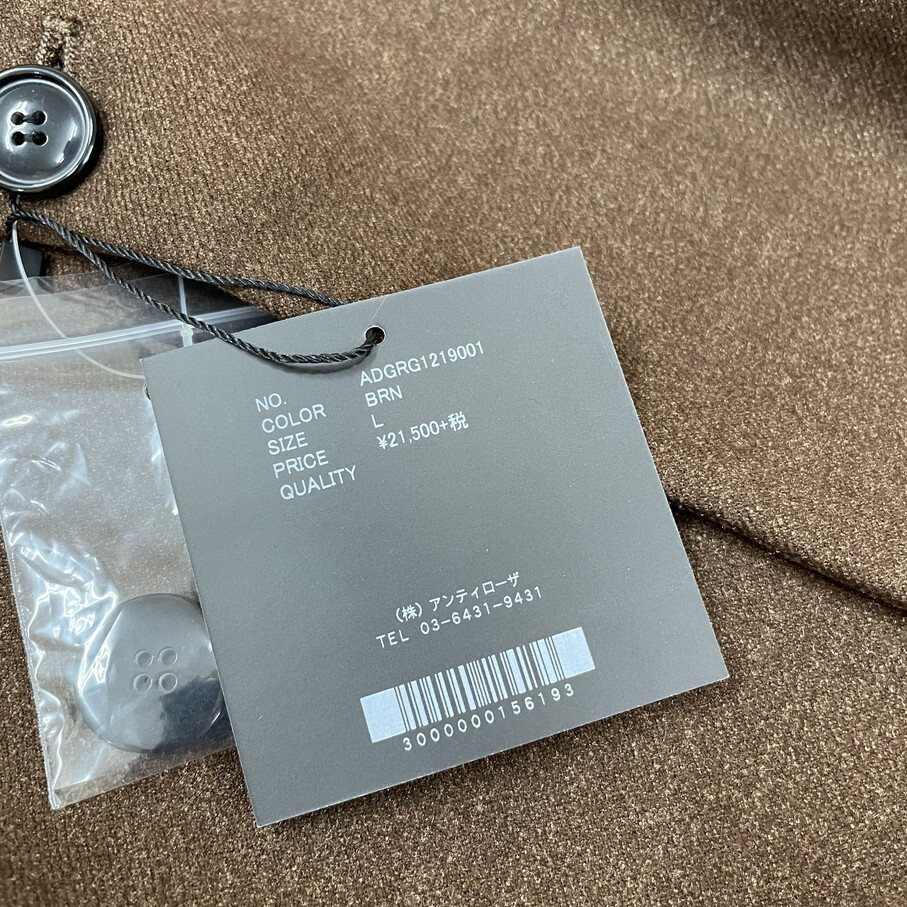 NO. ADGRG1219001
COLOR BRN
SIZE L
PRICE ¥21,500+税
QUALITY
(株)アンティローザ
TEL 03-6431-9431
3000000156193